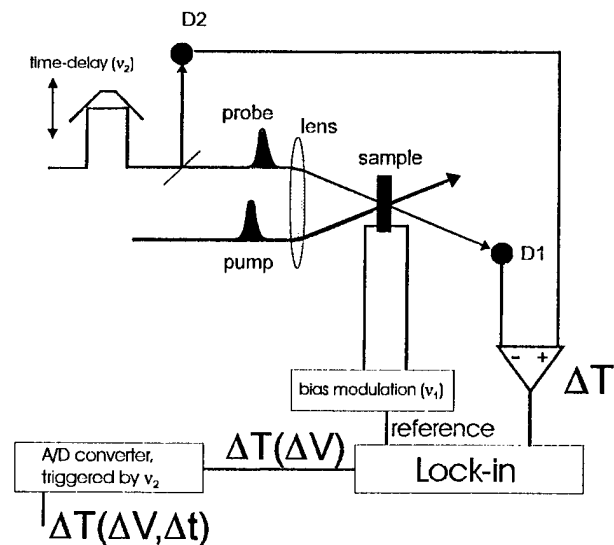 D2
time-delay (ν₂)
probe
lens
sample
pump
D1
- +
ΔT
bias modulation (ν₁)
reference
A/D converter,
triggered by ν₂
ΔT(ΔV)
Lock-in
ΔT(ΔV,Δt)